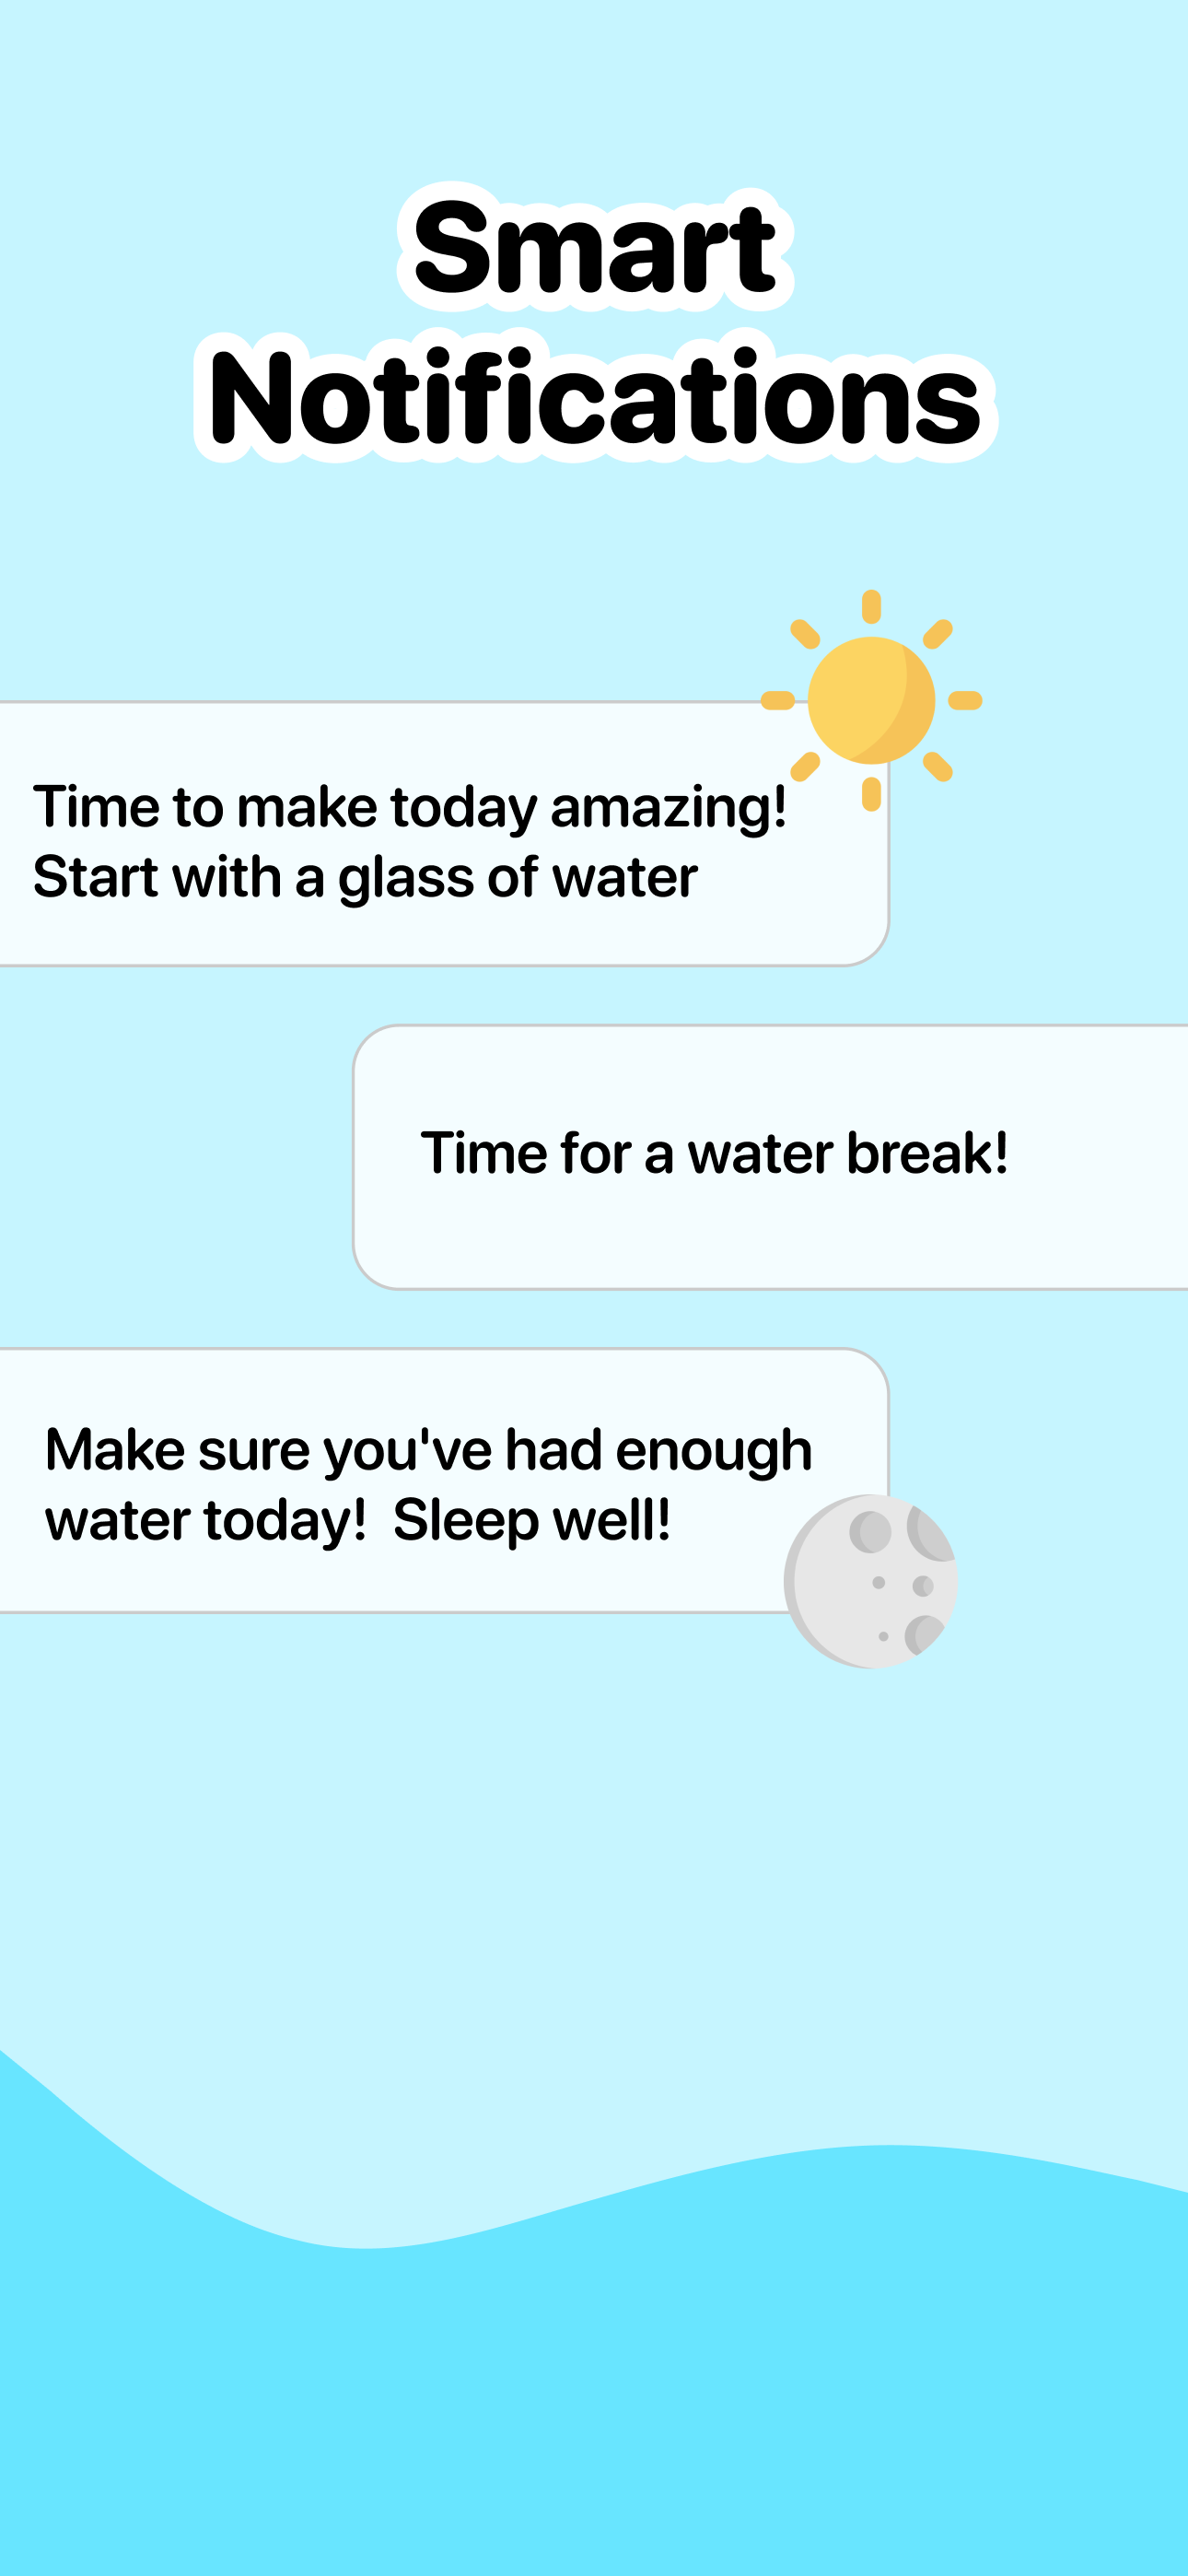 Smart
Notifications
Time to make today amazing!
Start with a glass of water
Time for a water break!
Make sure you've had enough
water today!  Sleep well!